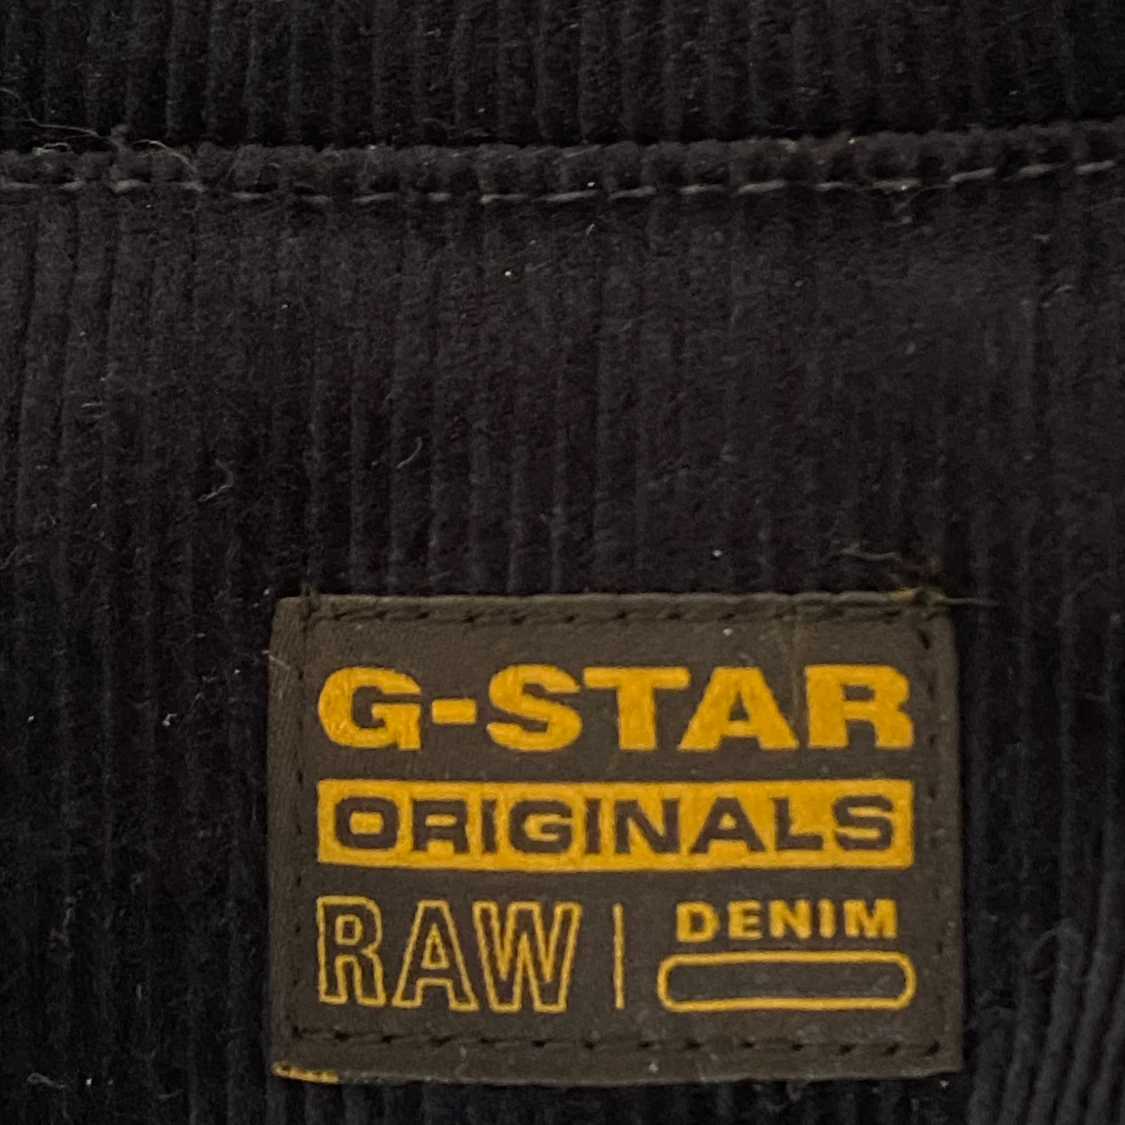 G-STAR
ORIGINALS
RAW | DENIM